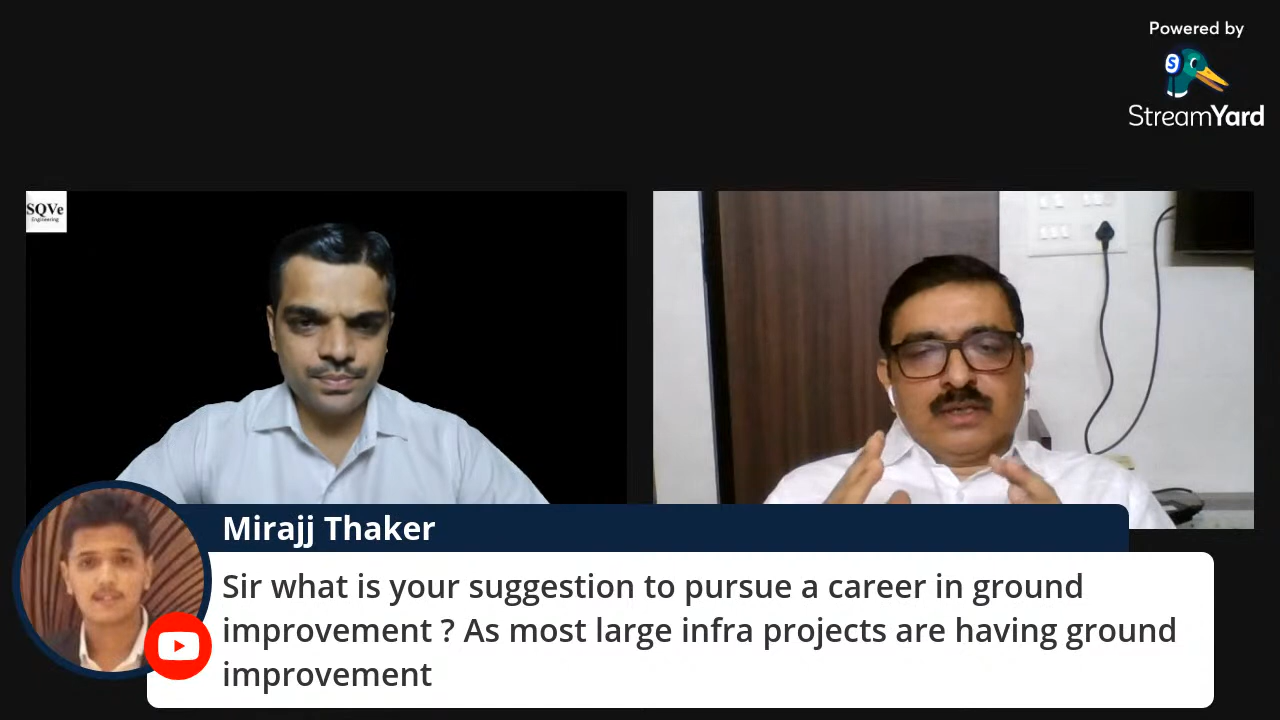 Powered by
StreamYard
SQVe
Engineering
Mirajj Thaker
Sir what is your suggestion to pursue a career in ground
improvement ? As most large infra projects are having ground
improvement